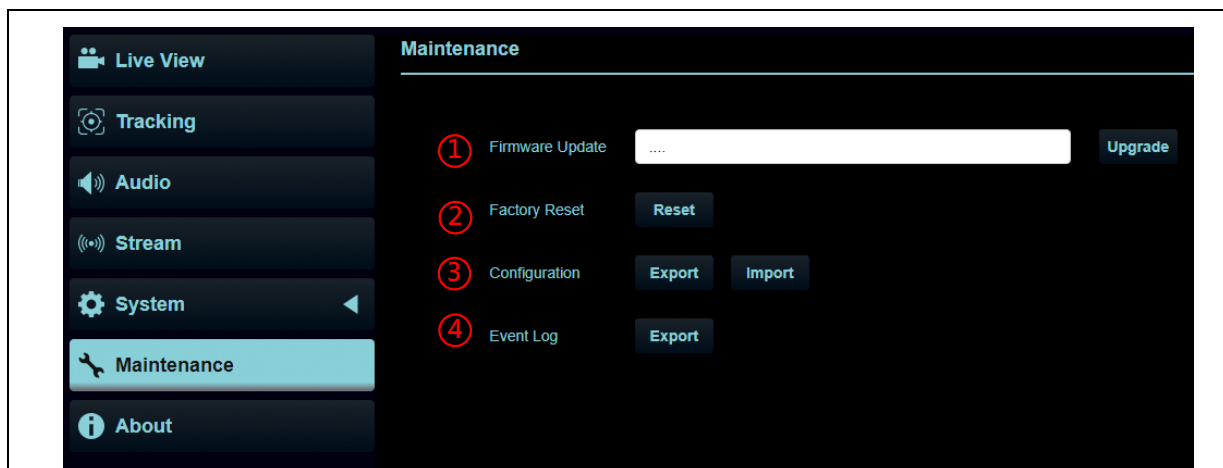 Live View
Tracking
Audio
Stream
System
Maintenance
About
Maintenance
① Firmware Update .... Upgrade
② Factory Reset Reset
③ Configuration Export Import
④ Event Log Export